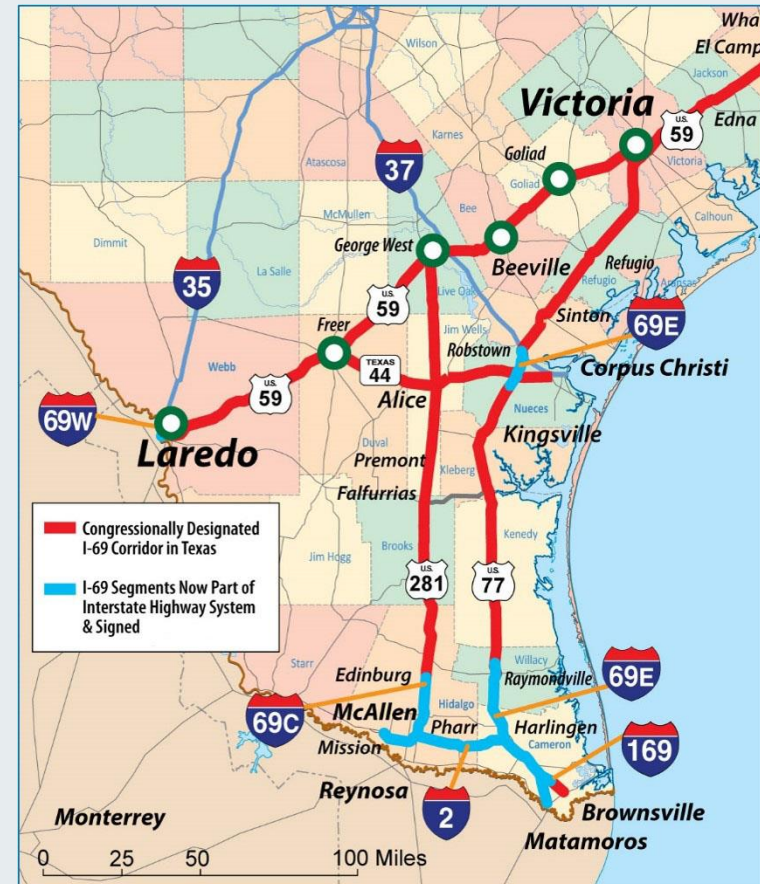 Wha
El Camp
Wilson
Jackson
Victoria
U.S.
59
Edna
Karnes
Goliad
37
Atascosa
Goliad
Victoria
McMullen
Bee
Calhoun
Dimmit
George West
La Salle
Beeville
Refugio
35
Live Oak
Refugio
Aransas
U.S.
59
Sinton
69E
Freer
Jim Wells
Robstown
Webb
TEXAS
44
Corpus Christi
U.S.
59
Alice
Nueces
69W
Kingsville
Laredo
Duval
Premont
Kleberg
Falfurrias
Congressionally Designated
I-69 Corridor in Texas
Kenedy
Jim Hogg
Brooks
I-69 Segments Now Part of
Interstate Highway System
& Signed
U.S.
281
U.S.
77
Willacy
Starr
Edinburg
Raymondville
69E
69C
McAllen
Hidalgo
Harlingen
Pharr
Cameron
Mission
169
Reynosa
2
Monterrey
Brownsville
Matamoros
0 25 50 100 Miles